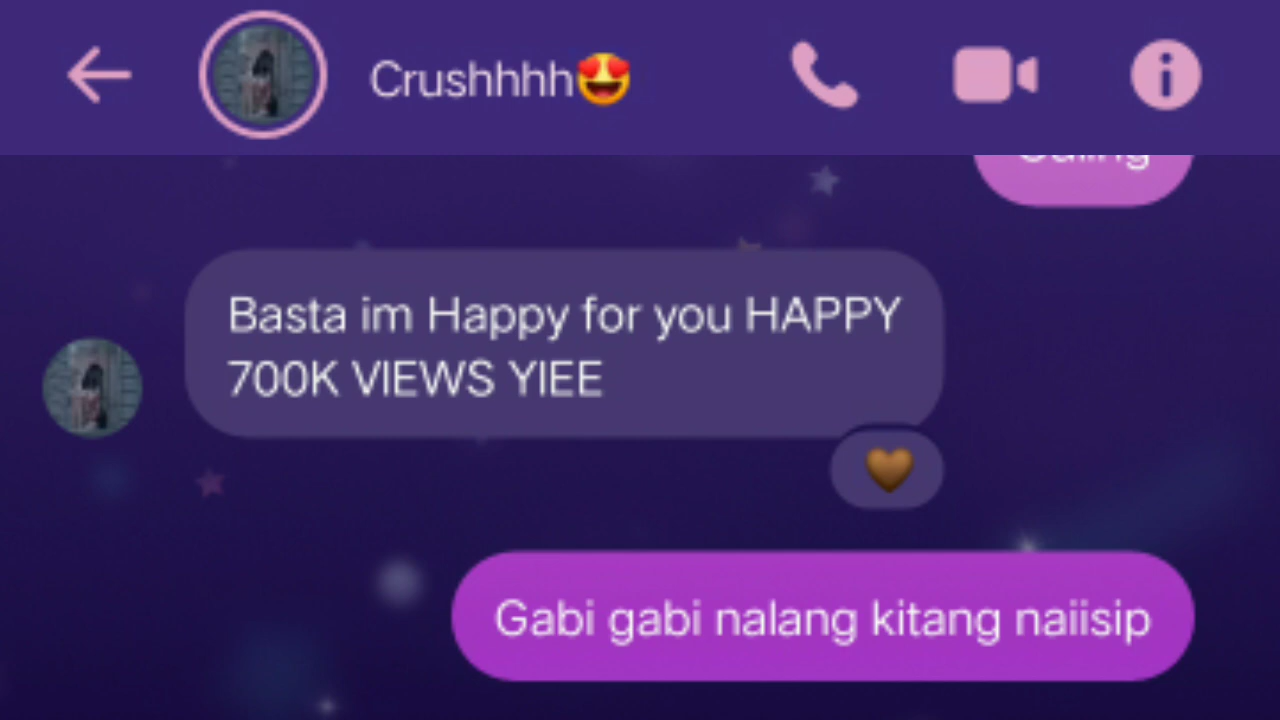 Crushhhh😍
Basta im Happy for you HAPPY
700K VIEWS YIEE
Gabi gabi nalang kitang naiisip